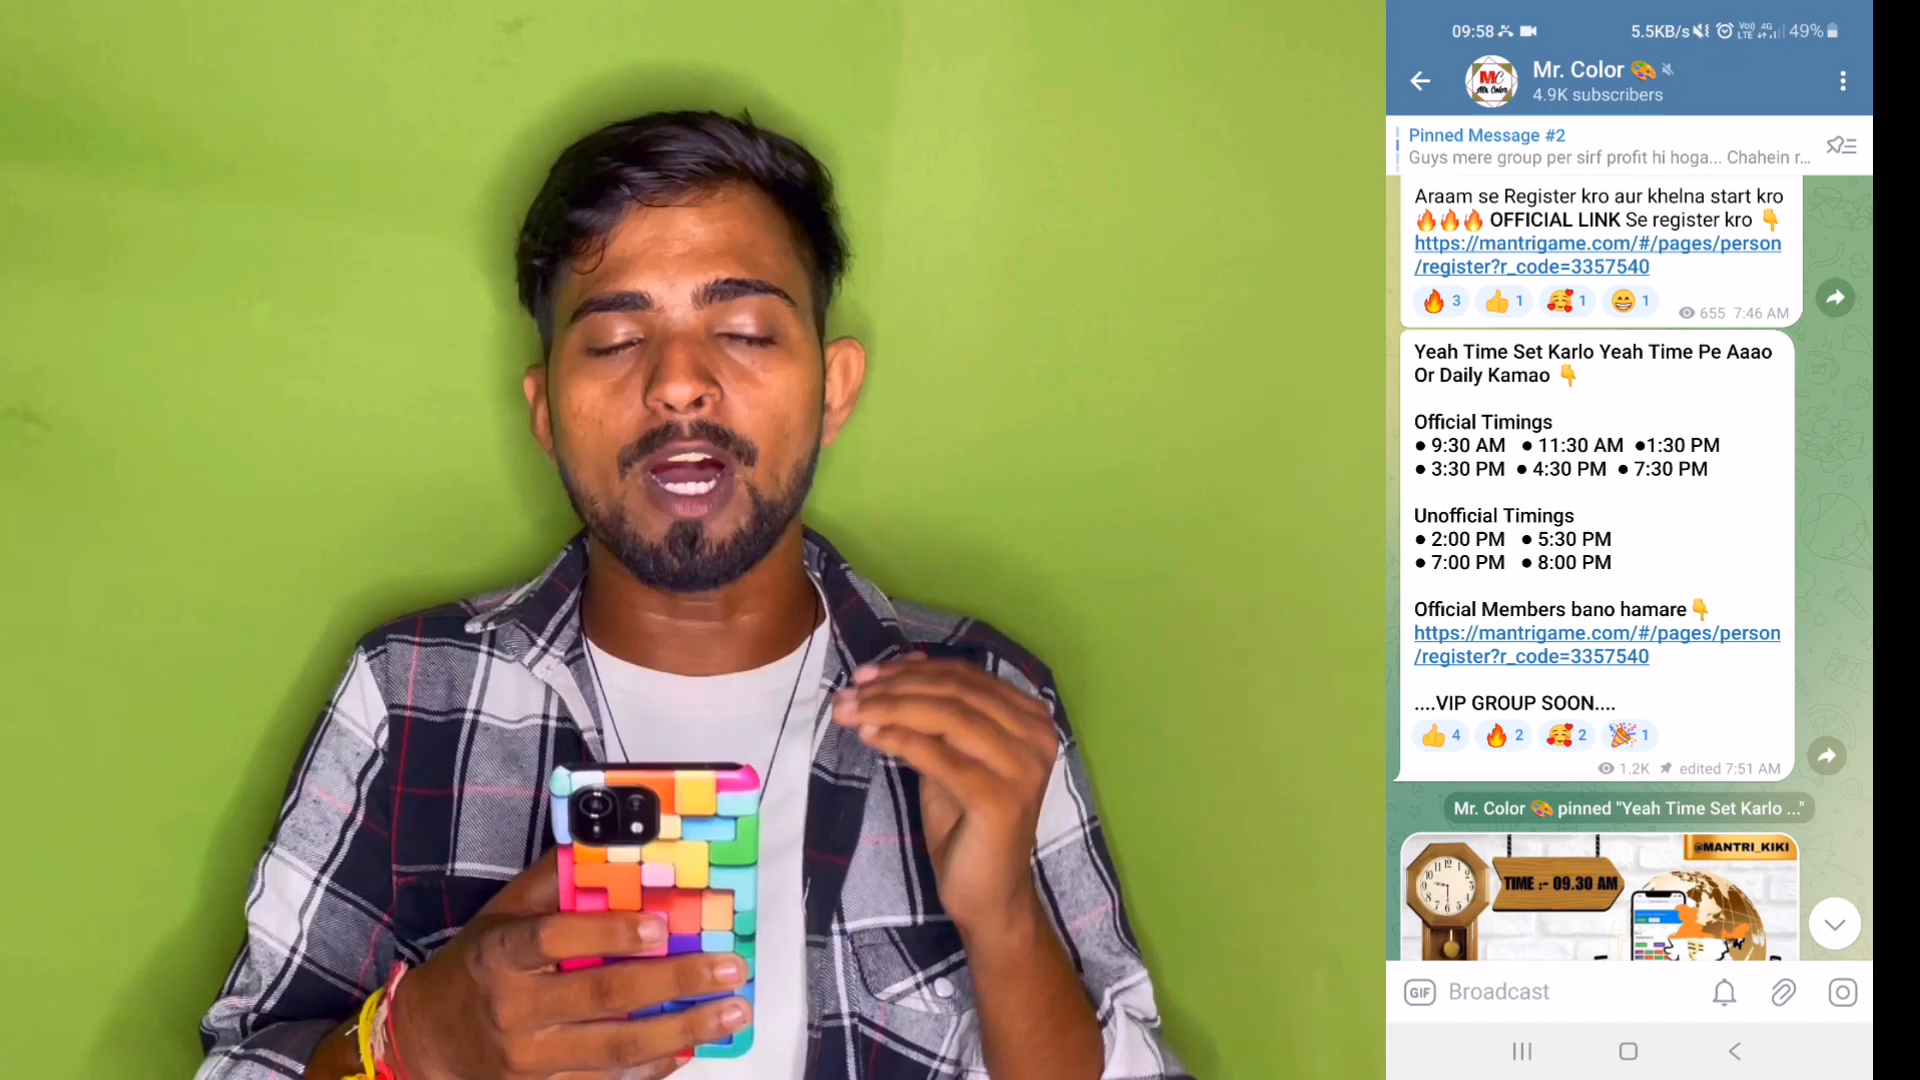 09:58
5.5KB/s
Vo)) LTE
4G
49%
MC
Mr. Color
Mr. Color 🎨
4.9K subscribers
Pinned Message #2
Guys mere group per sirf profit hi hoga... Chahein r...
Araam se Register kro aur khelna start kro
🔥🔥🔥 OFFICIAL LINK Se register kro 👇
https://mantrigame.com/#/pages/person
/register?r_code=3357540
🔥 3 👍 1 🥰 1 😁 1
655 7:46 AM
Yeah Time Set Karlo Yeah Time Pe Aaao
Or Daily Kamao 👇
Official Timings
● 9:30 AM ● 11:30 AM ●1:30 PM
● 3:30 PM ● 4:30 PM ● 7:30 PM
Unofficial Timings
● 2:00 PM ● 5:30 PM
● 7:00 PM ● 8:00 PM
Official Members bano hamare 👇
https://mantrigame.com/#/pages/person
/register?r_code=3357540
....VIP GROUP SOON....
👍 4 🔥 2 🥰 2 🎉 1
1.2K edited 7:51 AM
Mr. Color 🎨 pinned "Yeah Time Set Karlo ..."
@MANTRI_KIKI
TIME :- 09.30 AM
GIF Broadcast